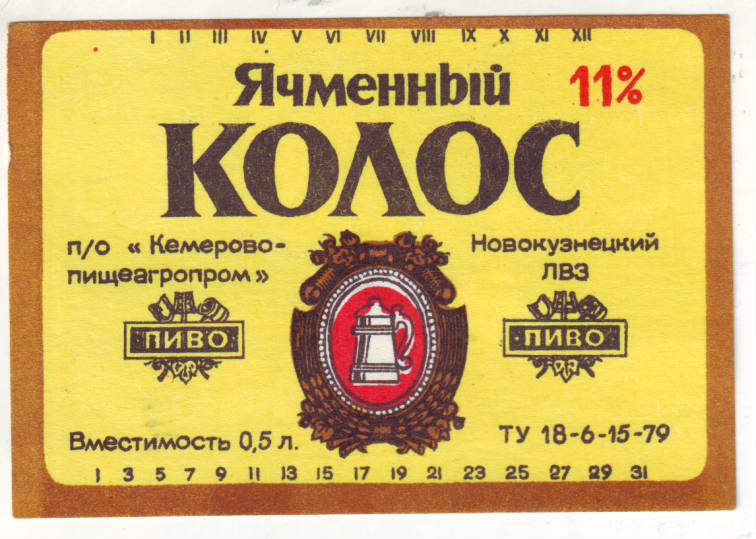 I II III IV V VI VII VIII IX X XI XII
Ячменный 11%
КОЛОС
п/о «Кемерово-
пищеагропром»
Новокузнецкий
ЛВЗ
ПИВО
ПИВО
Вместимость 0,5 л.
ТУ 18-6-15-79
1 3 5 7 9 11 13 15 17 19 21 23 25 27 29 31